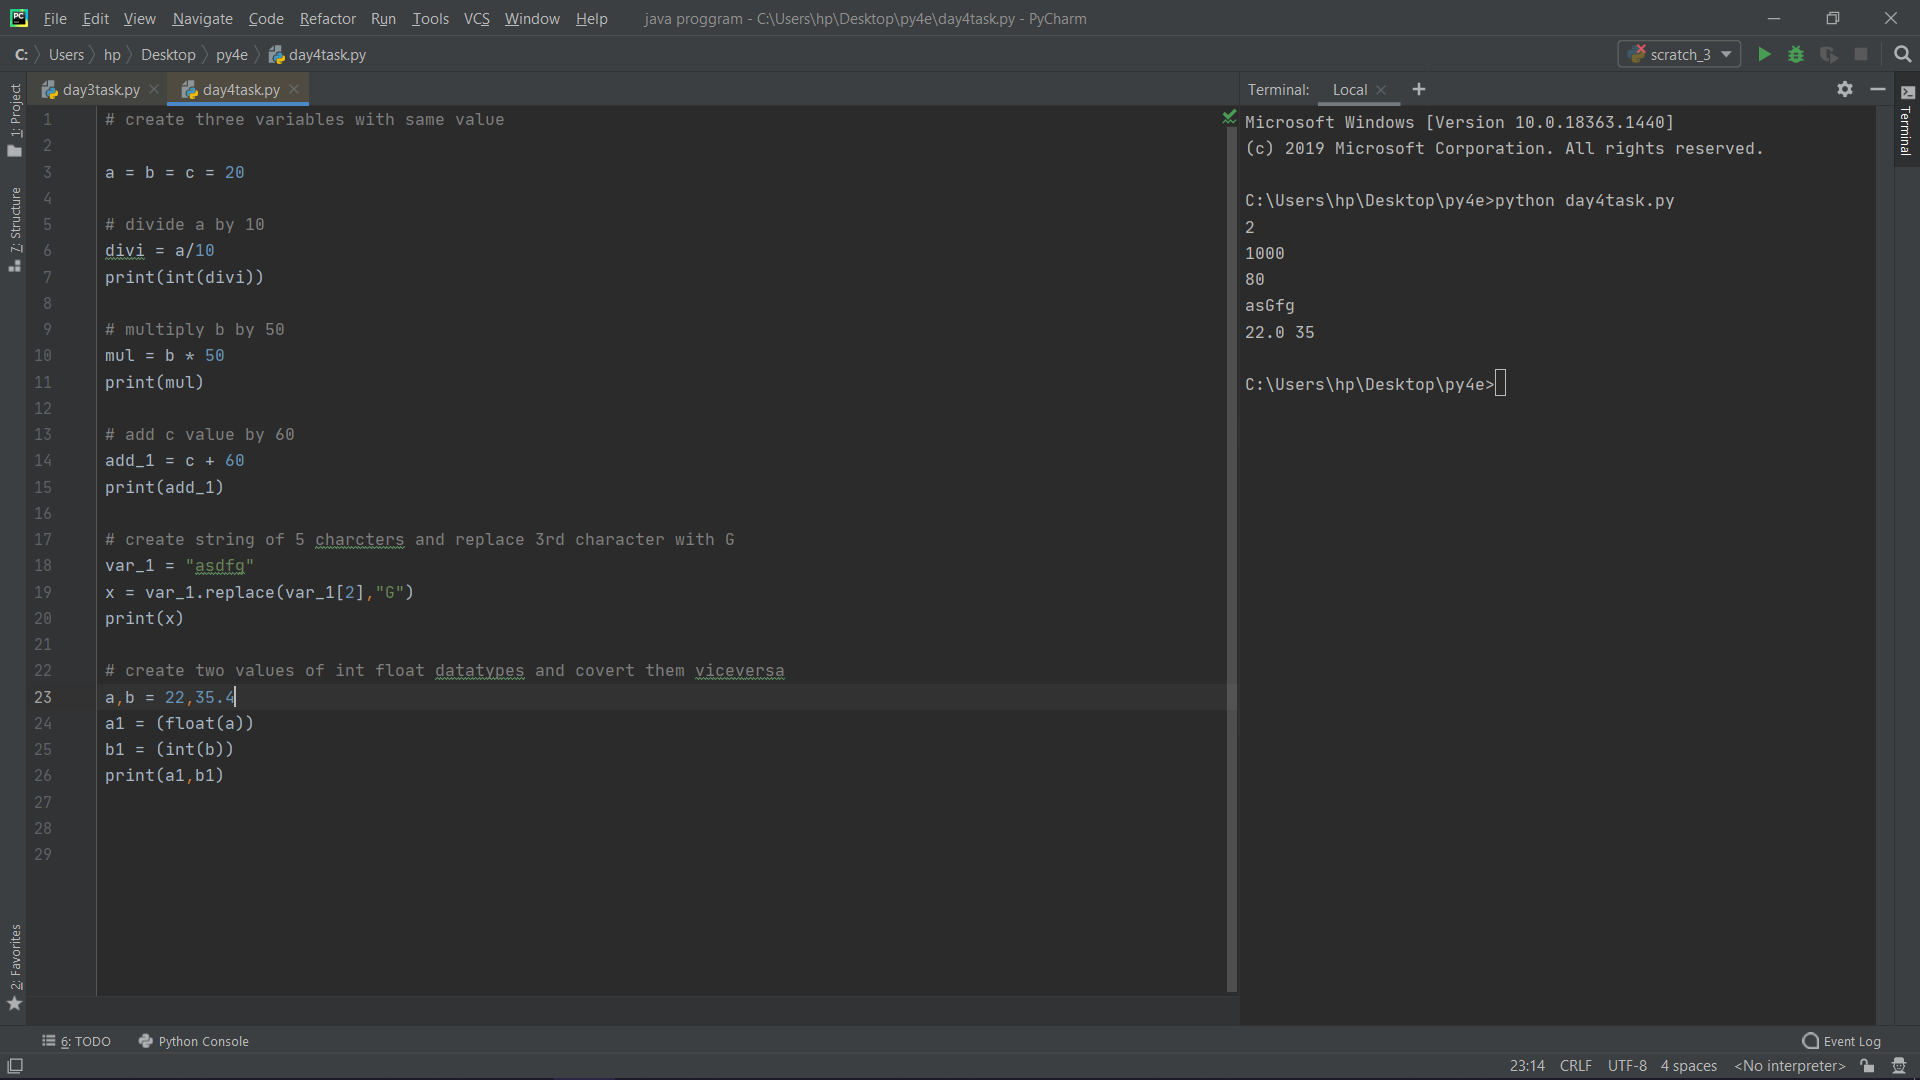 File Edit View Navigate Code Refactor Run Tools VCS Window Help java proggram - C:\Users\hp\Desktop\py4e\day4task.py - PyCharm
C: Users hp Desktop py4e day4task.py scratch_3
day3task.py day4task.py
1: Project
7: Structure
2: Favorites
1 # create three variables with same value
2
3 a = b = c = 20
4
5 # divide a by 10
6 divi = a/10
7 print(int(divi))
8
9 # multiply b by 50
10 mul = b * 50
11 print(mul)
12
13 # add c value by 60
14 add_1 = c + 60
15 print(add_1)
16
17 # create string of 5 charcters and replace 3rd character with G
18 var_1 = "asdfg"
19 x = var_1.replace(var_1[2],"G")
20 print(x)
21
22 # create two values of int float datatypes and covert them viceversa
23 a,b = 22,35.4
24 a1 = (float(a))
25 b1 = (int(b))
26 print(a1,b1)
27
28
29
Terminal: Local
Microsoft Windows [Version 10.0.18363.1440]
(c) 2019 Microsoft Corporation. All rights reserved.
C:\Users\hp\Desktop\py4e>python day4task.py
2
1000
80
asGfg
22.0 35
C:\Users\hp\Desktop\py4e>
Terminal
6: TODO Python Console Event Log
23:14 CRLF UTF-8 4 spaces <No interpreter>